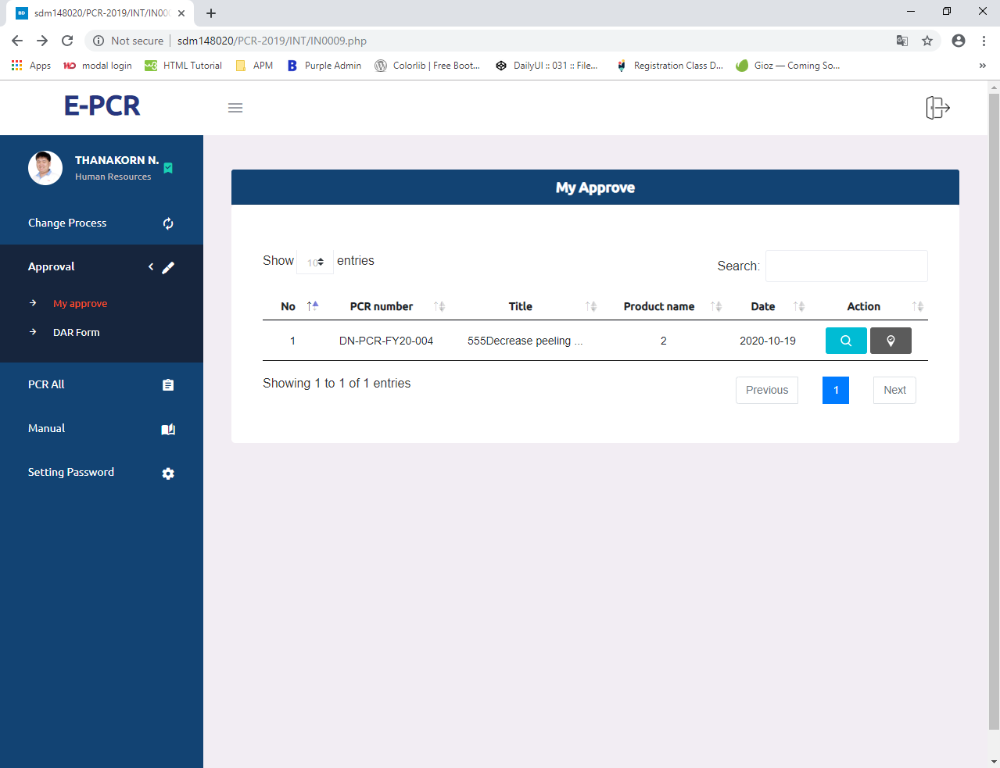 sdm148020/PCR-2019/INT/IN000
Not secure | sdm148020/PCR-2019/INT/IN0009.php
Apps modal login HTML Tutorial APM Purple Admin Colorlib | Free Boot... DailyUI :: 031 :: File... Registration Class D... Gioz — Coming So... »
E-PCR
THANAKORN N.
Human Resources
Change Process
Approval
My approve
DAR Form
PCR All
Manual
Setting Password
My Approve
Show 10 entries
Search:
No PCR number Title Product name Date Action
1 DN-PCR-FY20-004 555Decrease peeling ... 2 2020-10-19
Showing 1 to 1 of 1 entries
Previous 1 Next